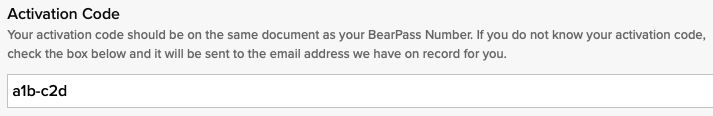 Activation Code
Your activation code should be on the same document as your BearPass Number. If you do not know your activation code,
check the box below and it will be sent to the email address we have on record for you.
a1b-c2d